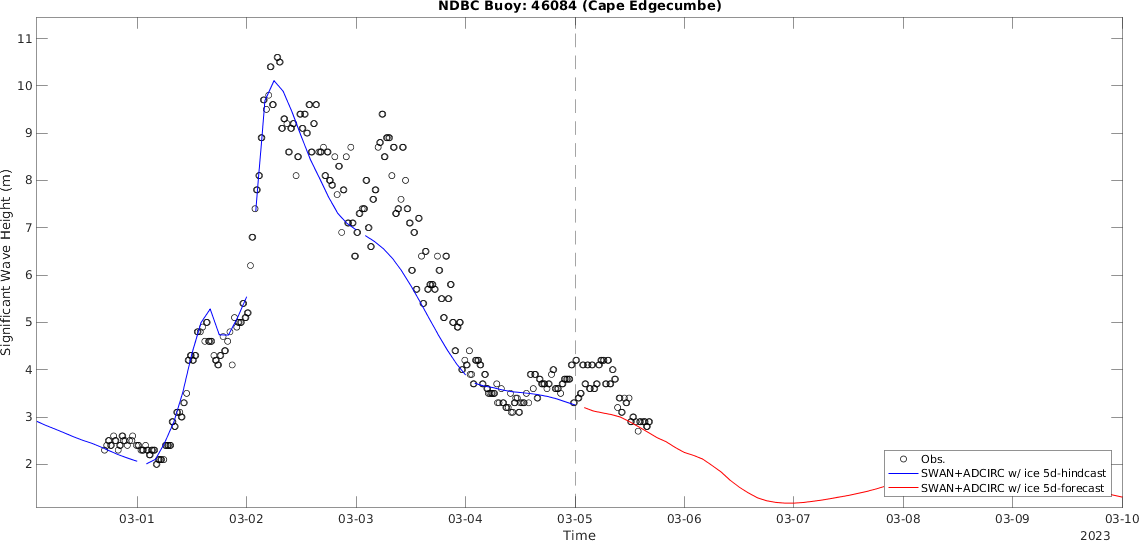 NDBC Buoy: 46084 (Cape Edgecumbe)
Significant Wave Height (m)
11
10
9
8
7
6
5
4
3
2
Obs.
SWAN+ADCIRC w/ ice 5d-hindcast
SWAN+ADCIRC w/ ice 5d-forecast
03-01 03-02 03-03 03-04 03-05 03-06 03-07 03-08 03-09 03-10
Time
2023